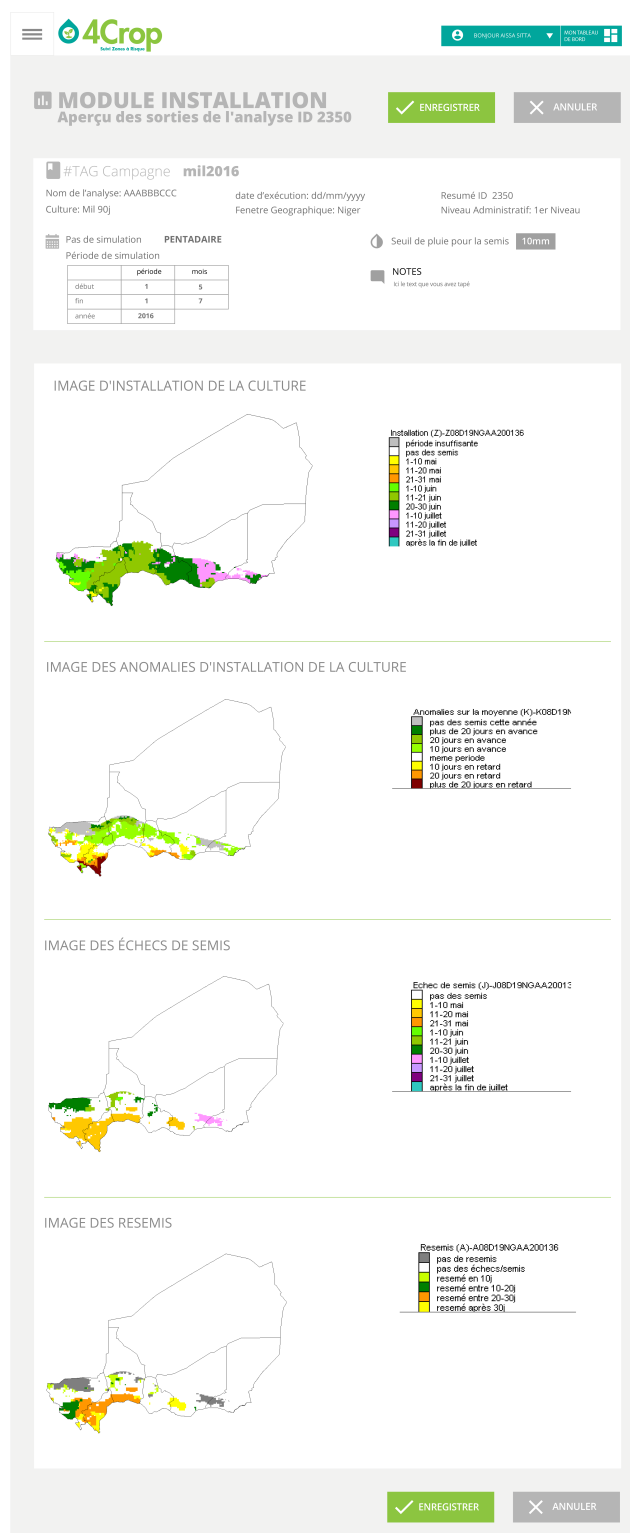 4Crop
Suivi Zones à Risque
BONJOUR AISSA SITTA
MON TABLEAU
DE BORD
MODULE INSTALLATION
Aperçu des sorties de l'analyse ID 2350
ENREGISTRER
ANNULER
#TAG Campagne mil2016
Nom de l'analyse: AAABBBCCC
date d'exécution: dd/mm/yyyy
Resumé ID 2350
Culture: Mil 90j
Fenetre Geographique: Niger
Niveau Administratif: 1er Niveau
Pas de simulation PENTADAIRE
Seuil de pluie pour la semis 10mm
Période de simulation
période mois
début 1 5
fin 1 7
année 2016
NOTES
Ici le text que vous avez tapé
IMAGE D'INSTALLATION DE LA CULTURE
Installation (Z)-Z08D19NGAA200136
période insuffisante
pas des semis
1-10 mai
11-20 mai
21-31 mai
1-10 juin
11-21 juin
20-30 juin
1-10 juillet
11-20 juillet
21-31 juillet
après la fin de juillet
IMAGE DES ANOMALIES D'INSTALLATION DE LA CULTURE
Anomalies sur la moyenne (K)-K08D19N
pas des semis cette année
plus de 20 jours en avance
20 jours en avance
10 jours en avance
meme periode
10 jours en retard
20 jours en retard
plus de 20 jours en retard
IMAGE DES ÉCHECS DE SEMIS
Echec de semis (J)-J08D19NGAA20013
pas des semis
1-10 mai
11-20 mai
21-31 mai
1-10 juin
11-21 juin
20-30 juin
1-10 juillet
11-20 juillet
21-31 juillet
après la fin de juillet
IMAGE DES RESEMIS
Resemis (A)-A08D19NGAA200136
pas de resemis
pas des échecs/semis
resemé en 10j
resemé entre 10-20j
resemé entre 20-30j
resemé après 30j
ENREGISTRER
ANNULER